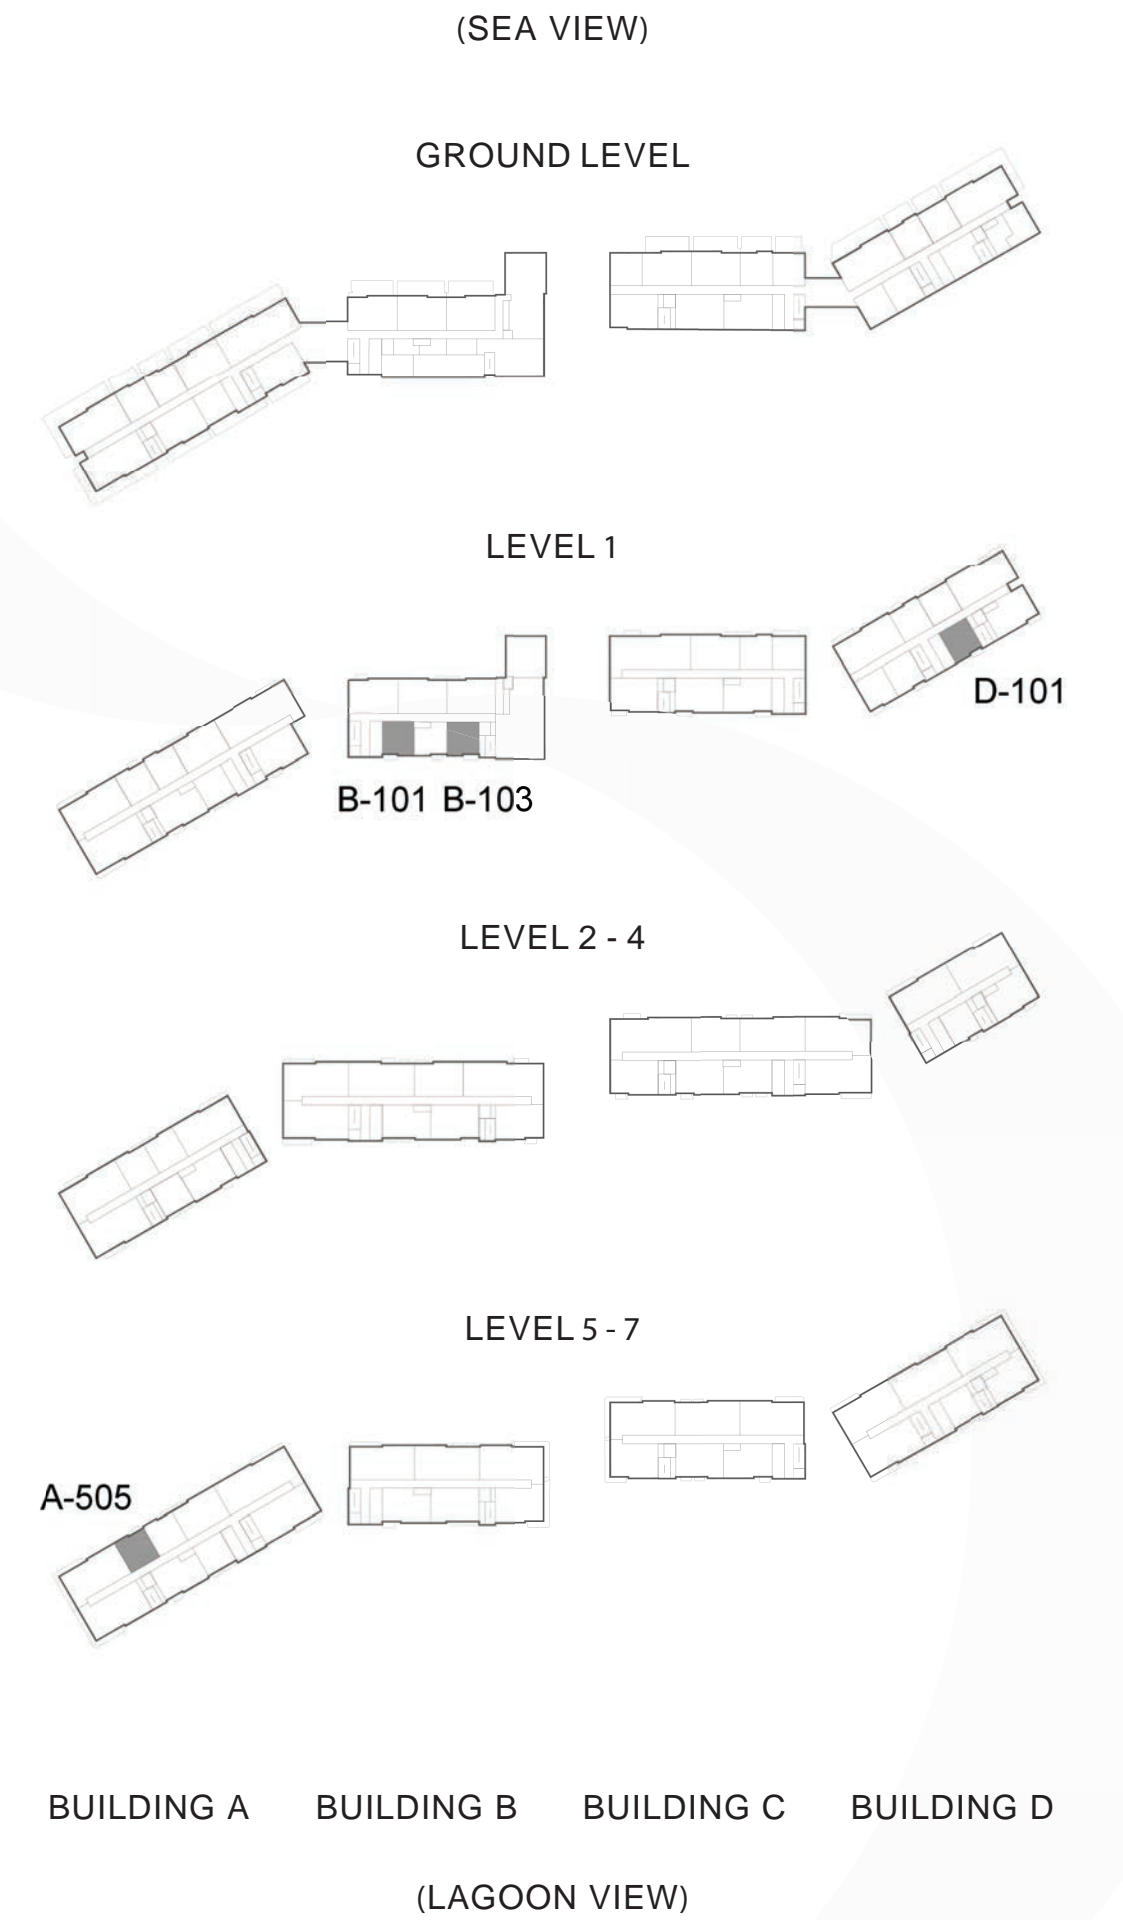 (SEA VIEW)
GROUND LEVEL
LEVEL 1
D-101
B-101 B-103
LEVEL 2 - 4
LEVEL 5 - 7
A-505
BUILDING A BUILDING B BUILDING C BUILDING D
(LAGOON VIEW)